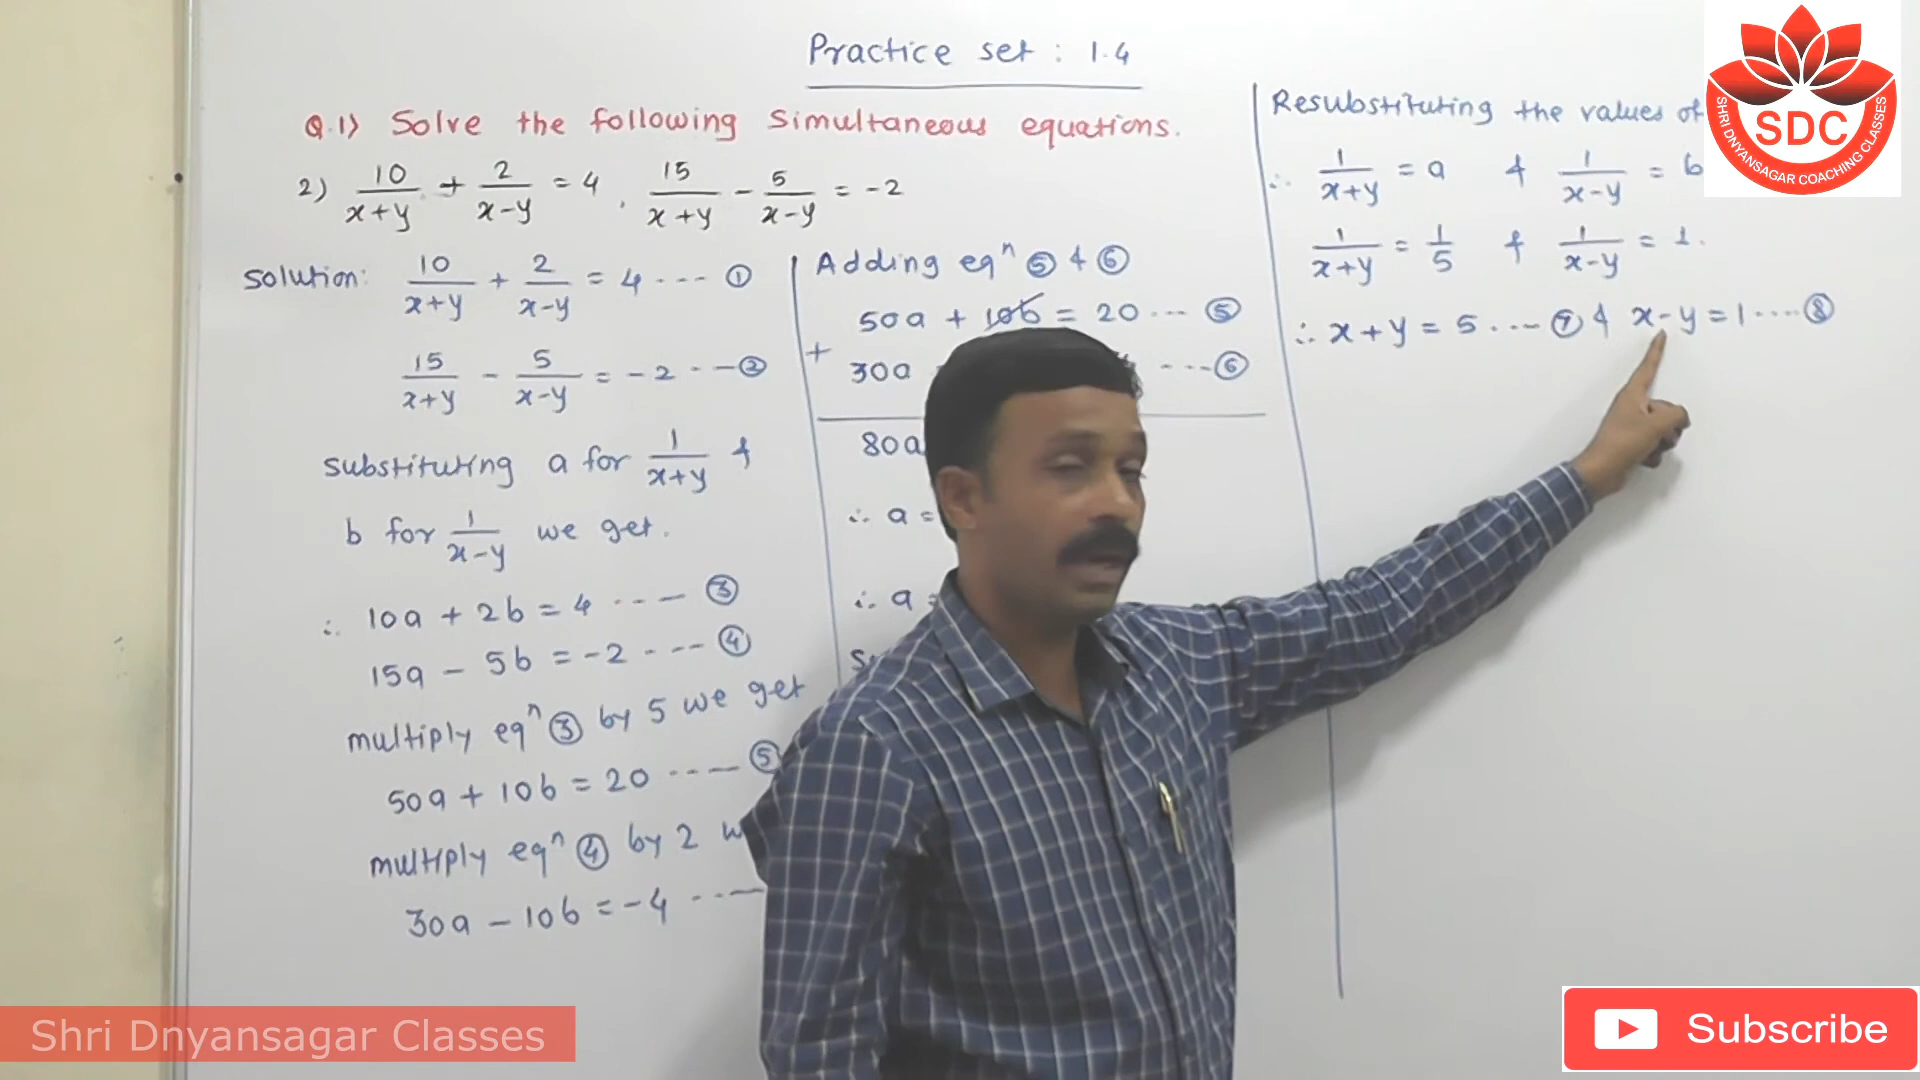 Practice set : 1.4
Q.1) Solve the following simultaneous equations.
2) 10/(x+y) + 2/(x-y) = 4 , 15/(x+y) - 5/(x-y) = -2
Solution: 10/(x+y) + 2/(x-y) = 4 ---- ①
15/(x+y) - 5/(x-y) = -2 ---- ②
substituting a for 1/(x+y) &
b for 1/(x-y) we get.
∴ 10a + 2b = 4 ---- ③
15a - 5b = -2 ---- ④
multiply eqⁿ ③ by 5 we get
50a + 10b = 20 ---- ⑤
multiply eqⁿ ④ by 2
30a - 10b = -4 ----
Adding eqⁿ ⑤ & ⑥
50a + 10b = 20 ---- ⑤
+
30a ---- ⑥
80a
∴ a =
∴ a =
Resubstituting the values of
∴ 1/(x+y) = a & 1/(x-y) = b
1/(x+y) = 1/5 & 1/(x-y) = 1.
∴ x+y = 5 ---- ⑦ & x-y = 1 ---- ⑧
SDC
SHRI DNYANSAGAR COACHING CLASSES
Shri Dnyansagar Classes
Subscribe